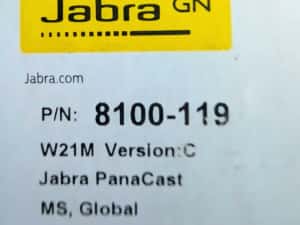 Jabra GN
Jabra.com
P/N: 8100-119
W21M Version:C
Jabra PanaCast
MS, Global